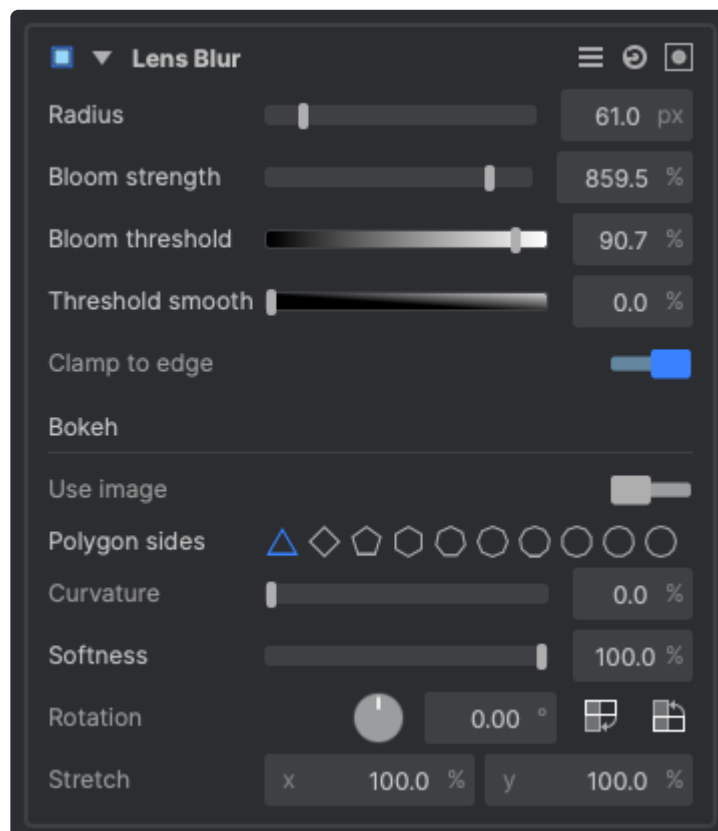 Lens Blur
Radius 61.0 px
Bloom strength 859.5 %
Bloom threshold 90.7 %
Threshold smooth 0.0 %
Clamp to edge
Bokeh
Use image
Polygon sides
Curvature 0.0 %
Softness 100.0 %
Rotation 0.00 °
Stretch x 100.0 % y 100.0 %